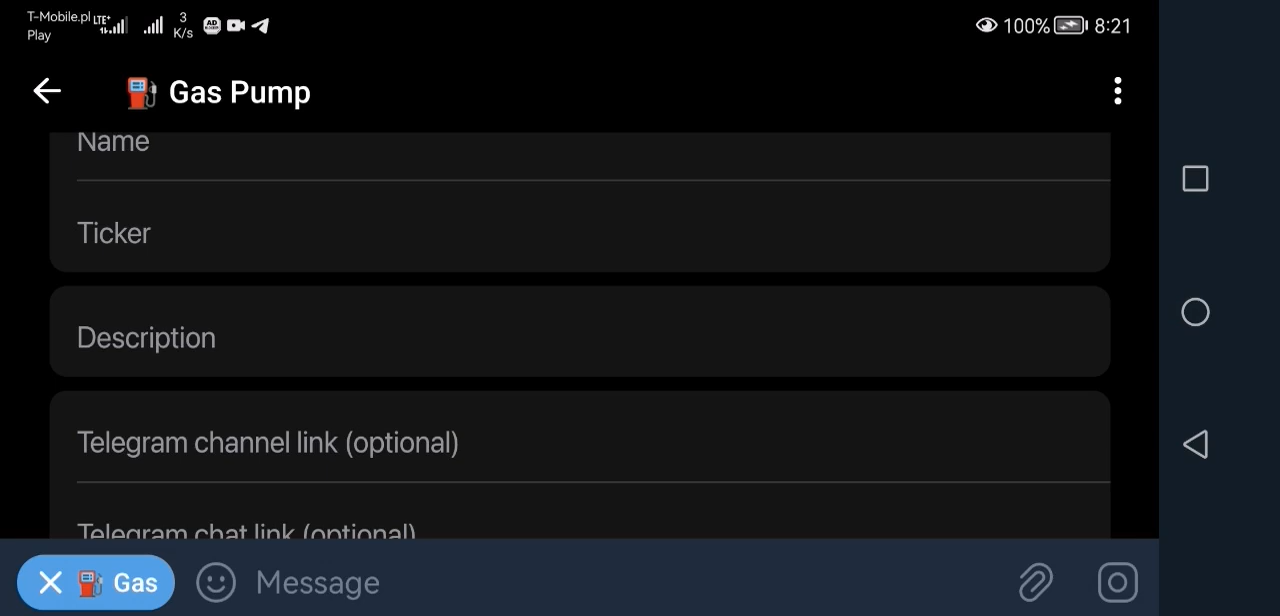 T-Mobile.pl LTE+ 3 K/s AD 100% 8:21
Play
Gas Pump
Name
Ticker
Description
Telegram channel link (optional)
Telegram chat link (optional)
Gas Message